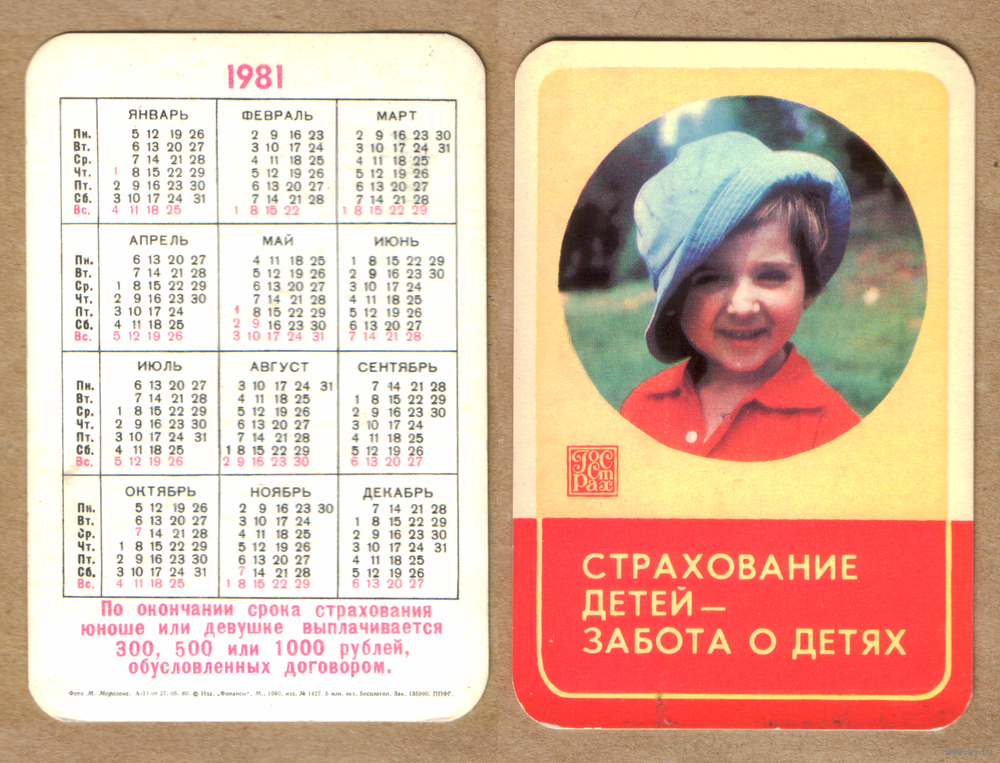 1981
ЯНВАРЬ ФЕВРАЛЬ МАРТ
Пн. 5 12 19 26 2 9 16 23 2 9 16 23 30
Вт. 6 13 20 27 3 10 17 24 3 10 17 24 31
Ср. 7 14 21 28 4 11 18 25 4 11 18 25
Чт. 1 8 15 22 29 5 12 19 26 5 12 19 26
Пт. 2 9 16 23 30 6 13 20 27 6 13 20 27
Сб. 3 10 17 24 31 7 14 21 28 7 14 21 28
Вс. 4 11 18 25 1 8 15 22 1 8 15 22 29
АПРЕЛЬ МАЙ ИЮНЬ
Пн. 6 13 20 27 4 11 18 25 1 8 15 22 29
Вт. 7 14 21 28 5 12 19 26 2 9 16 23 30
Ср. 1 8 15 22 29 6 13 20 27 3 10 17 24
Чт. 2 9 16 23 30 7 14 21 28 4 11 18 25
Пт. 3 10 17 24 1 8 15 22 29 5 12 19 26
Сб. 4 11 18 25 2 9 16 23 30 6 13 20 27
Вс. 5 12 19 26 3 10 17 24 31 7 14 21 28
ИЮЛЬ АВГУСТ СЕНТЯБРЬ
Пн. 6 13 20 27 3 10 17 24 31 7 14 21 28
Вт. 7 14 21 28 4 11 18 25 1 8 15 22 29
Ср. 1 8 15 22 29 5 12 19 26 2 9 16 23 30
Чт. 2 9 16 23 30 6 13 20 27 3 10 17 24
Пт. 3 10 17 24 31 7 14 21 28 4 11 18 25
Сб. 4 11 18 25 1 8 15 22 29 5 12 19 26
Вс. 5 12 19 26 2 9 16 23 30 6 13 20 27
ОКТЯБРЬ НОЯБРЬ ДЕКАБРЬ
Пн. 5 12 19 26 2 9 16 23 30 7 14 21 28
Вт. 6 13 20 27 3 10 17 24 1 8 15 22 29
Ср. 7 14 21 28 4 11 18 25 2 9 16 23 30
Чт. 1 8 15 22 29 5 12 19 26 3 10 17 24 31
Пт. 2 9 16 23 30 6 13 20 27 4 11 18 25
Сб. 3 10 17 24 31 7 14 21 28 5 12 19 26
Вс. 4 11 18 25 1 8 15 22 29 6 13 20 27
По окончании срока страхования
юноше или девушке выплачивается
300, 500 или 1000 рублей,
обусловленных договором.
Фото М. Морозова. А-11 от 27. 05. 80. © Изд. „Финансы“. М., 1980, изд. № 1427. 5 млн. экз. Бесплатно. Зак. 135990. ППФГ.
ГОС
Ст
Рах
СТРАХОВАНИЕ
ДЕТЕЙ —
ЗАБОТА О ДЕТЯХ